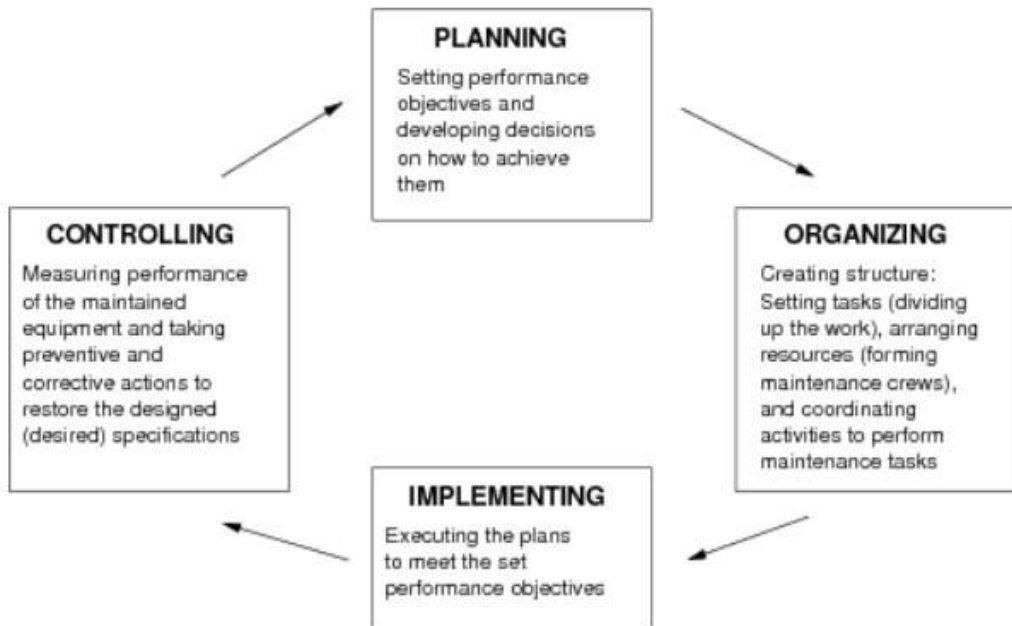 PLANNING
Setting performance
objectives and
developing decisions
on how to achieve
them
CONTROLLING
Measuring performance
of the maintained
equipment and taking
preventive and
corrective actions to
restore the designed
(desired) specifications
ORGANIZING
Creating structure:
Setting tasks (dividing
up the work), arranging
resources (forming
maintenance crews),
and coordinating
activities to perform
maintenance tasks
IMPLEMENTING
Executing the plans
to meet the set
performance objectives